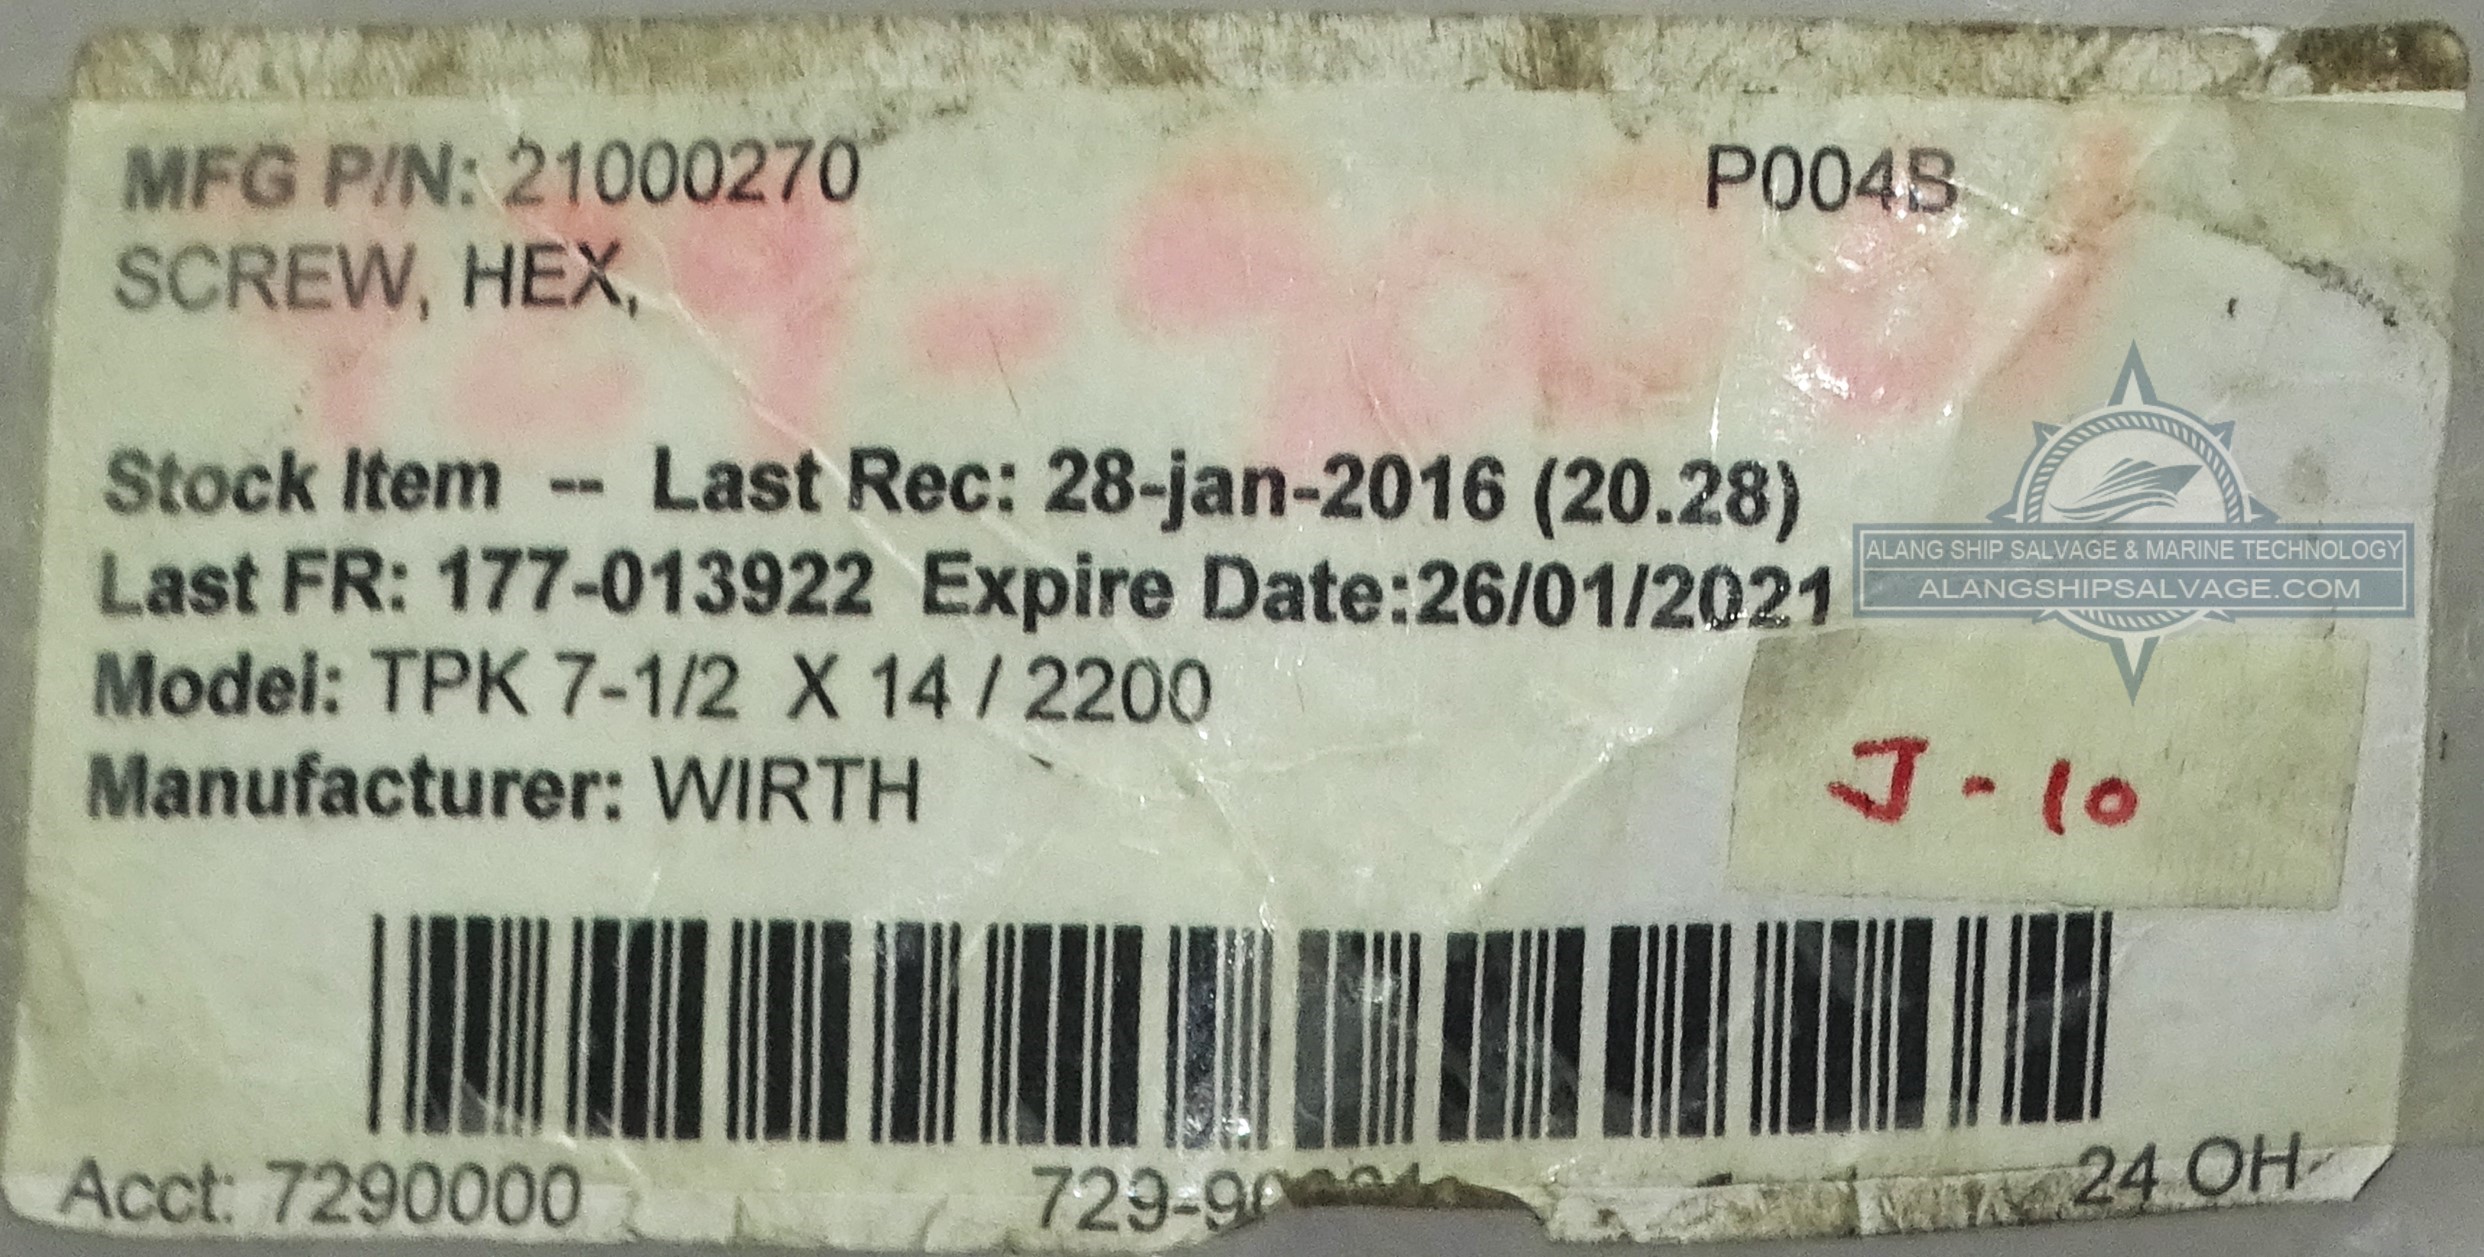 MFG P/N: 21000270
P004B
SCREW, HEX,
Stock Item -- Last Rec: 28-jan-2016 (20.28)
Last FR: 177-013922 Expire Date:26/01/2021
ALANG SHIP SALVAGE & MARINE TECHNOLOGY
ALANGSHIPSALVAGE.COM
Model: TPK 7-1/2 X 14 / 2200
Manufacturer: WIRTH
J-10
Acct: 7290000
24 OH